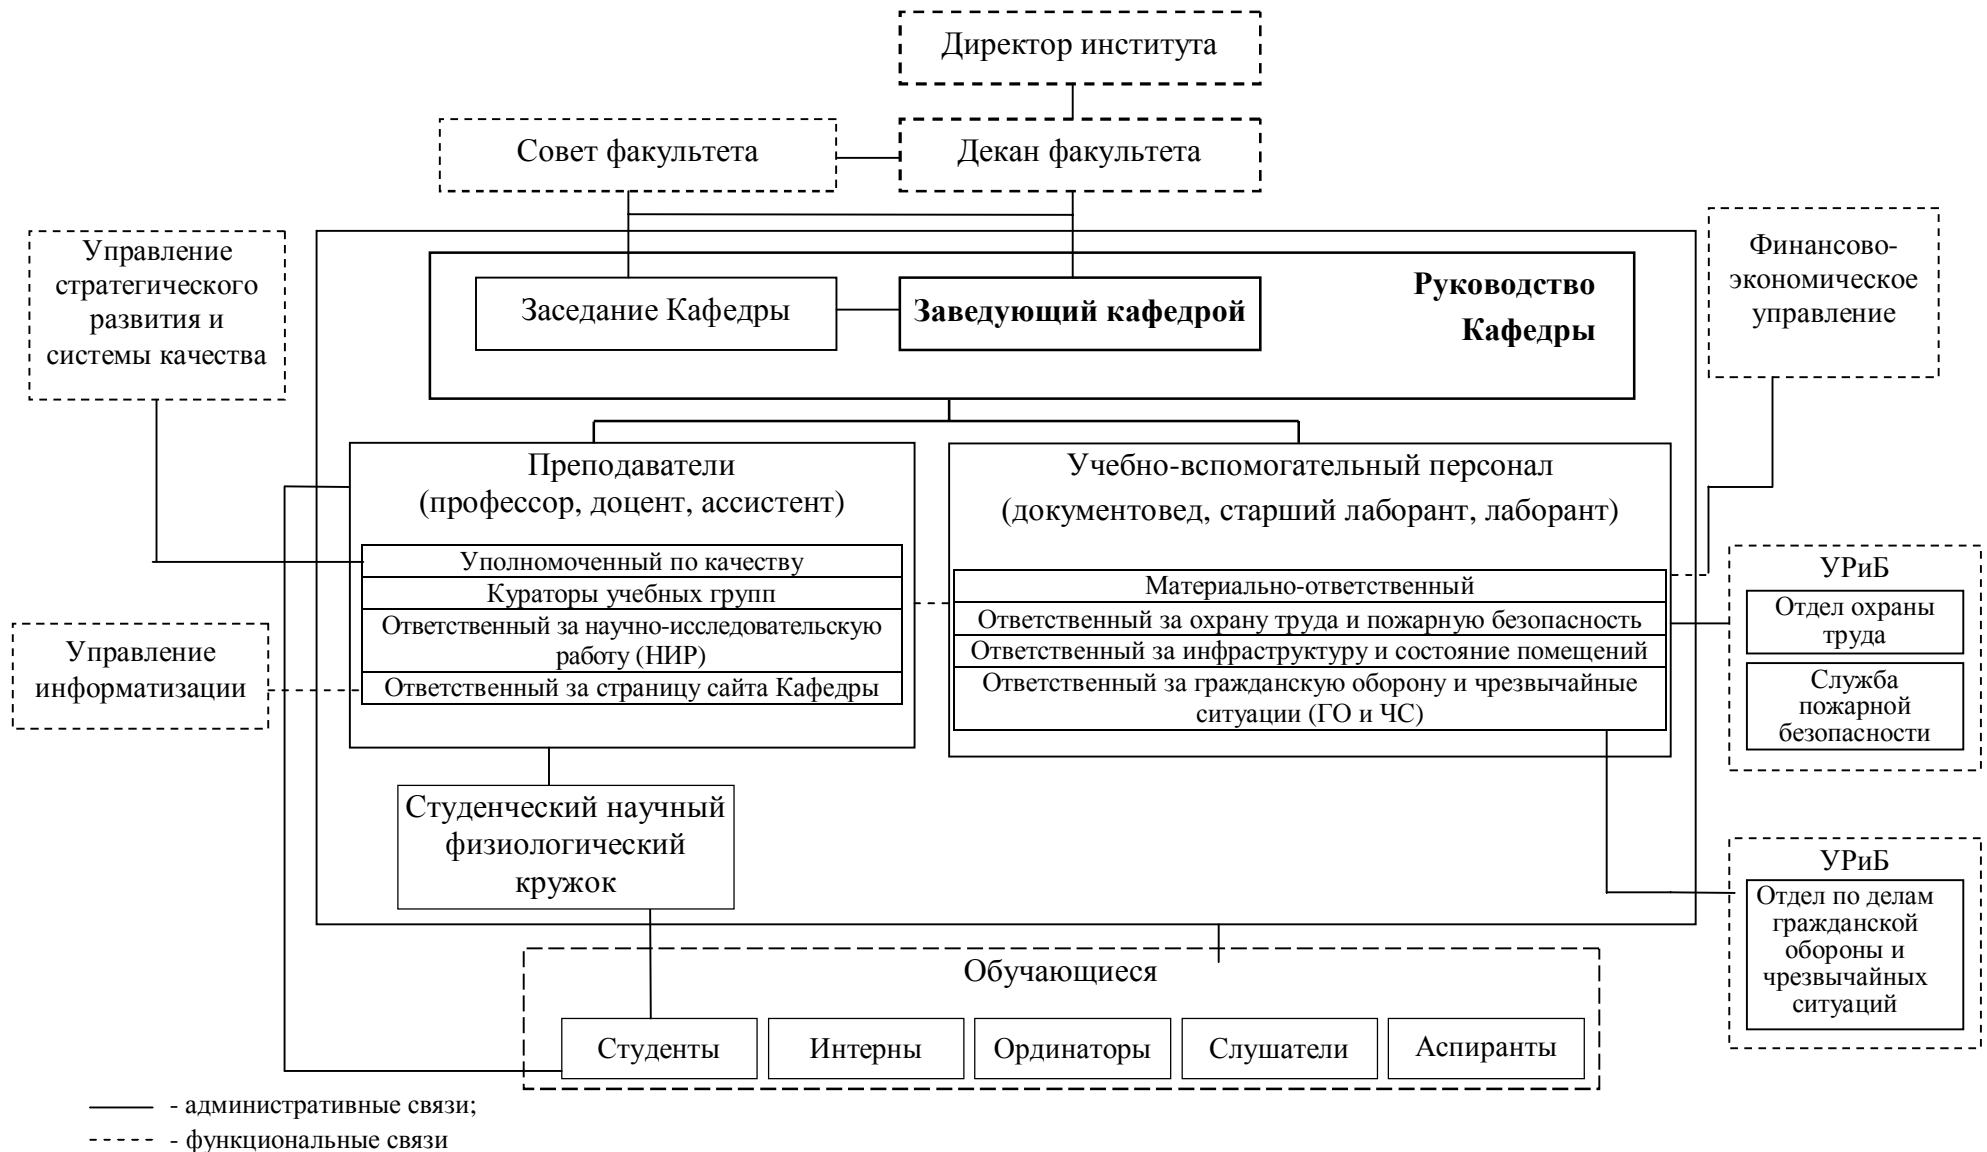 Директор института
Совет факультета
Декан факультета
Управление
стратегического
развития и
системы качества
Финансово-
экономическое
управление
Руководство
Кафедры
Заседание Кафедры
Заведующий кафедрой
Преподаватели
(профессор, доцент, ассистент)
Уполномоченный по качеству
Кураторы учебных групп
Ответственный за научно-исследовательскую
работу (НИР)
Ответственный за страницу сайта Кафедры
Учебно-вспомогательный персонал
(документовед, старший лаборант, лаборант)
Материально-ответственный
Ответственный за охрану труда и пожарную безопасность
Ответственный за инфраструктуру и состояние помещений
Ответственный за гражданскую оборону и чрезвычайные
ситуации (ГО и ЧС)
УРиБ
Отдел охраны
труда
Служба
пожарной
безопасности
Управление
информатизации
Студенческий научный
физиологический
кружок
УРиБ
Отдел по делам
гражданской
обороны и
чрезвычайных
ситуаций
Обучающиеся
Студенты
Интерны
Ординаторы
Слушатели
Аспиранты
- административные связи;
- функциональные связи